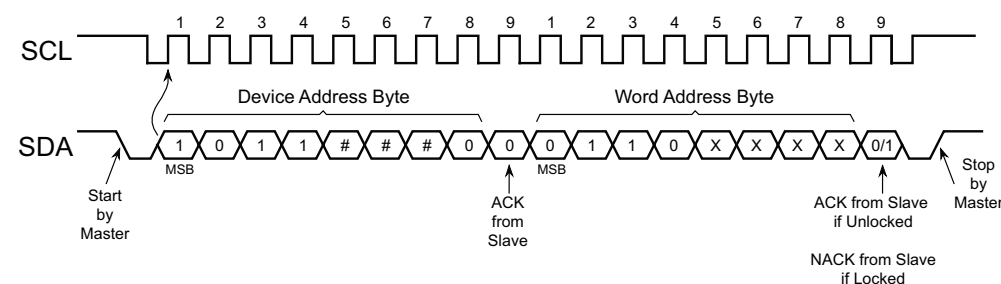 1 2 3 4 5 6 7 8 9 1 2 3 4 5 6 7 8 9
SCL
Device Address Byte
Word Address Byte
SDA
1 0 1 1 # # # 0 0 0 1 1 0 X X X X 0/1
MSB
MSB
Start
by
Master
ACK
from
Slave
ACK from Slave
if Unlocked
NACK from Slave
if Locked
Stop
by
Master